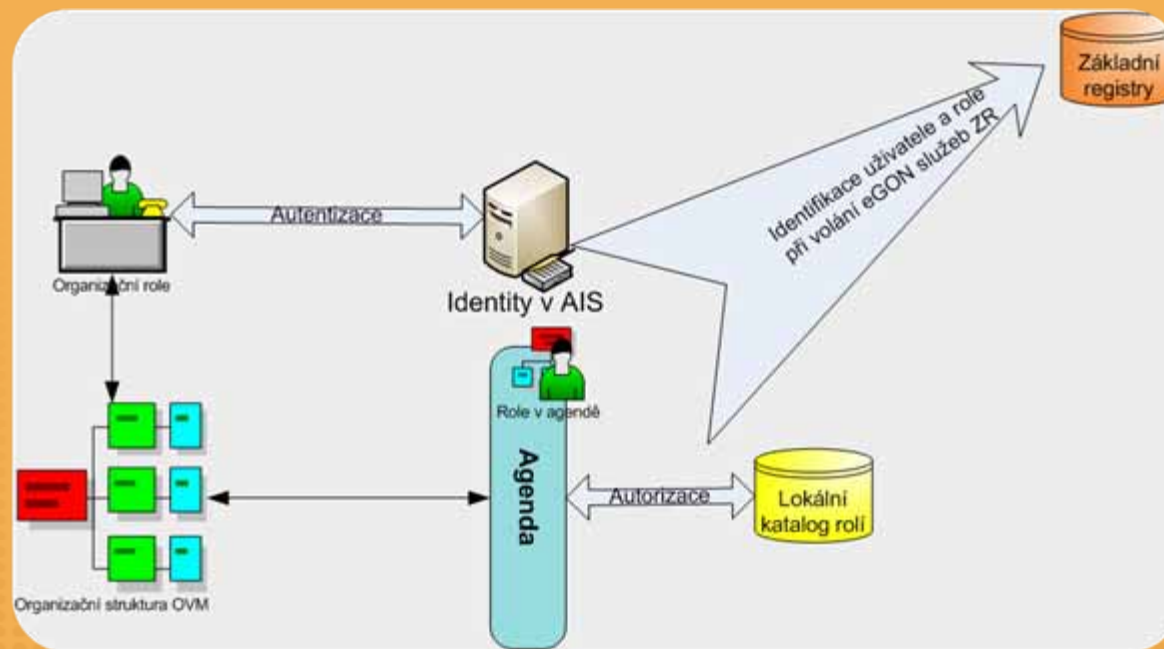 Základní
registry
Identifikace uživatele a role
při volání eGON služeb ZR
Autentizace
Organizační role
Identity v AIS
Role v agendě
Agenda
Autorizace
Lokální
katalog rolí
Organizační struktura OVM